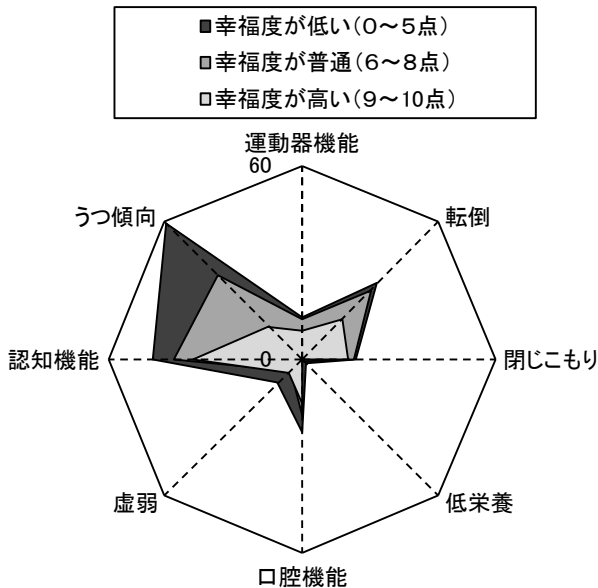 ■幸福度が低い(０～５点)
■幸福度が普通(６～８点)
□幸福度が高い(９～10点)
運動器機能
60
うつ傾向
転倒
認知機能
0
閉じこもり
虚弱
低栄養
口腔機能